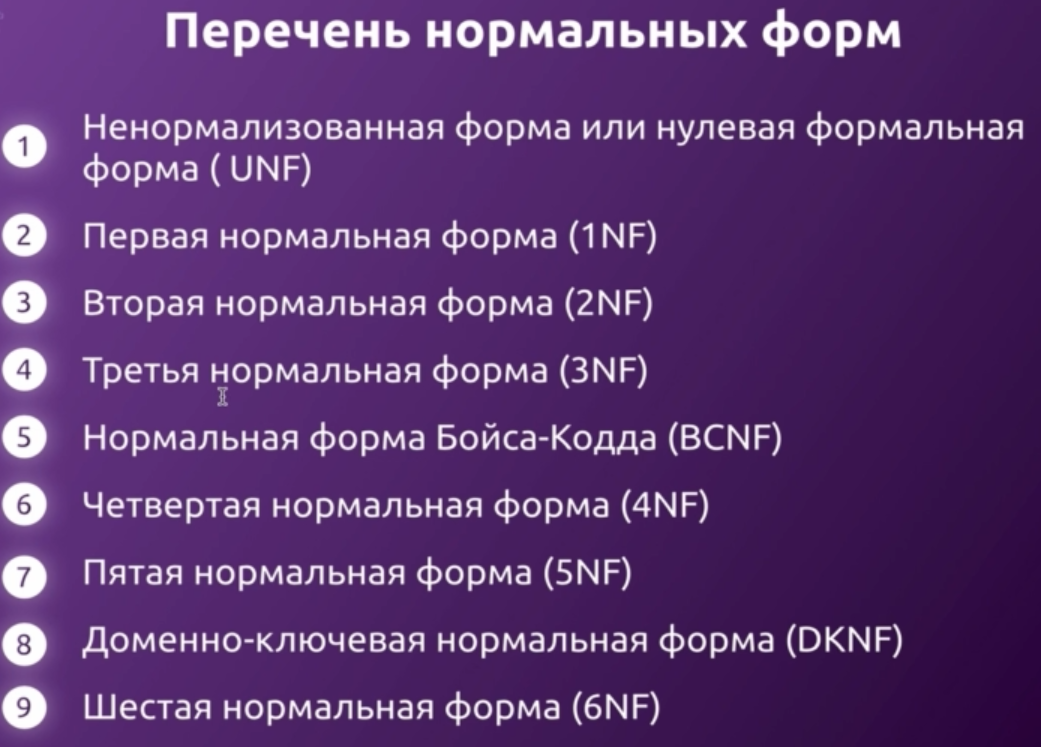 Перечень нормальных форм
1 Ненормализованная форма или нулевая формальная
форма ( UNF)
2 Первая нормальная форма (1NF)
3 Вторая нормальная форма (2NF)
4 Третья нормальная форма (3NF)
5 Нормальная форма Бойса-Кодда (BCNF)
6 Четвертая нормальная форма (4NF)
7 Пятая нормальная форма (5NF)
8 Доменно-ключевая нормальная форма (DKNF)
9 Шестая нормальная форма (6NF)